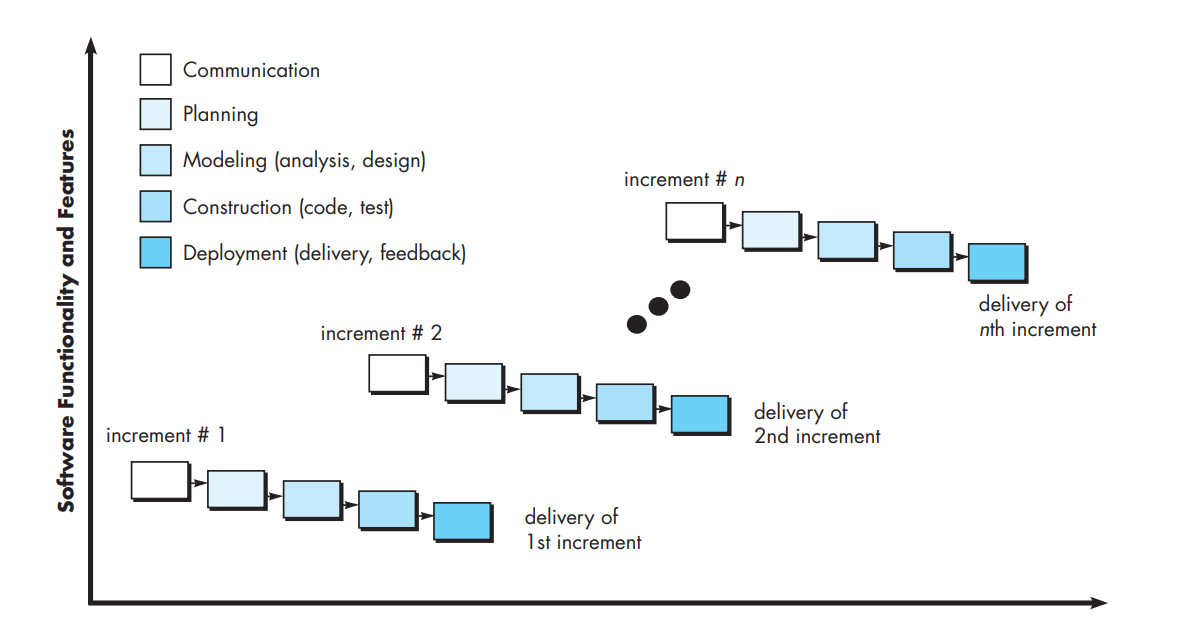 Software Functionality and Features
Communication
Planning
Modeling (analysis, design)
Construction (code, test)
Deployment (delivery, feedback)
increment # n
delivery of
nth increment
increment # 2
delivery of
2nd increment
increment # 1
delivery of
1st increment